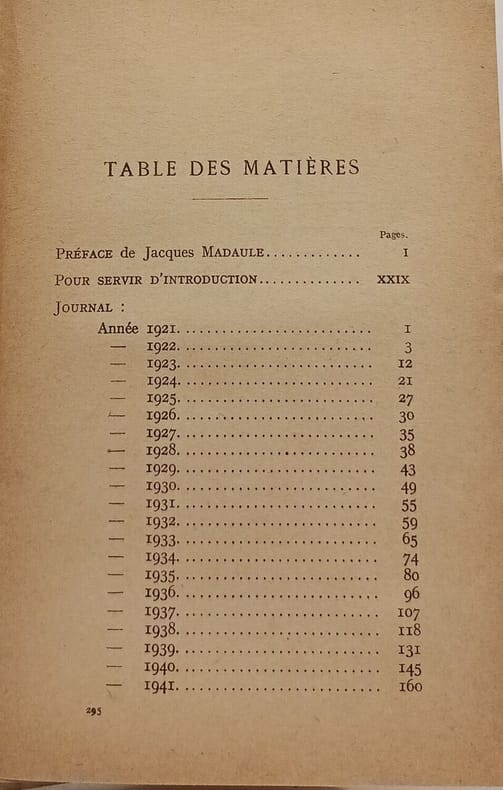 TABLE DES MATIÈRES
Pages.
PRÉFACE de Jacques MADAULE............. I
POUR SERVIR D'INTRODUCTION.............. XXIX
JOURNAL :
Année 1921........................... 1
— 1922........................... 3
— 1923........................... 12
— 1924........................... 21
— 1925........................... 27
— 1926........................... 30
— 1927........................... 35
— 1928........................... 38
— 1929........................... 43
— 1930........................... 49
— 1931........................... 55
— 1932........................... 59
— 1933........................... 65
— 1934........................... 74
— 1935........................... 80
— 1936........................... 96
— 1937........................... 107
— 1938........................... 118
— 1939........................... 131
— 1940........................... 145
— 1941........................... 160
295